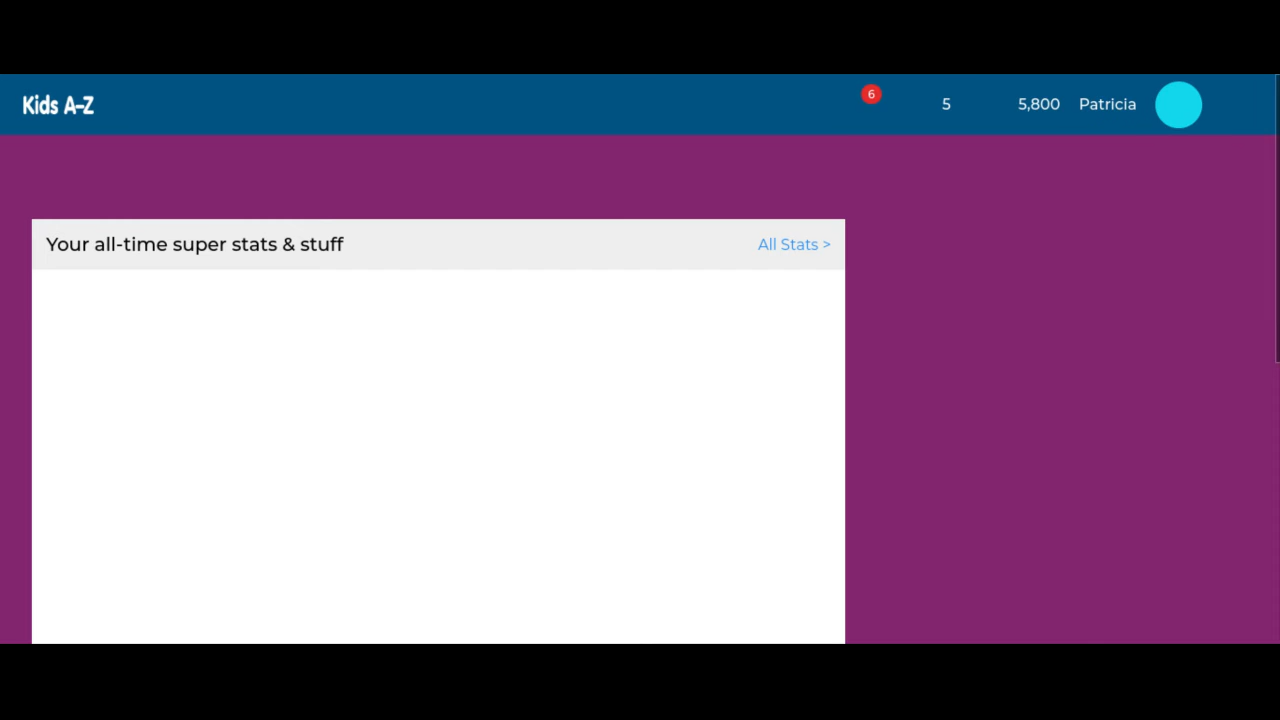 Kids A-Z
6
5
5,800
Patricia
Your all-time super stats & stuff
All Stats >